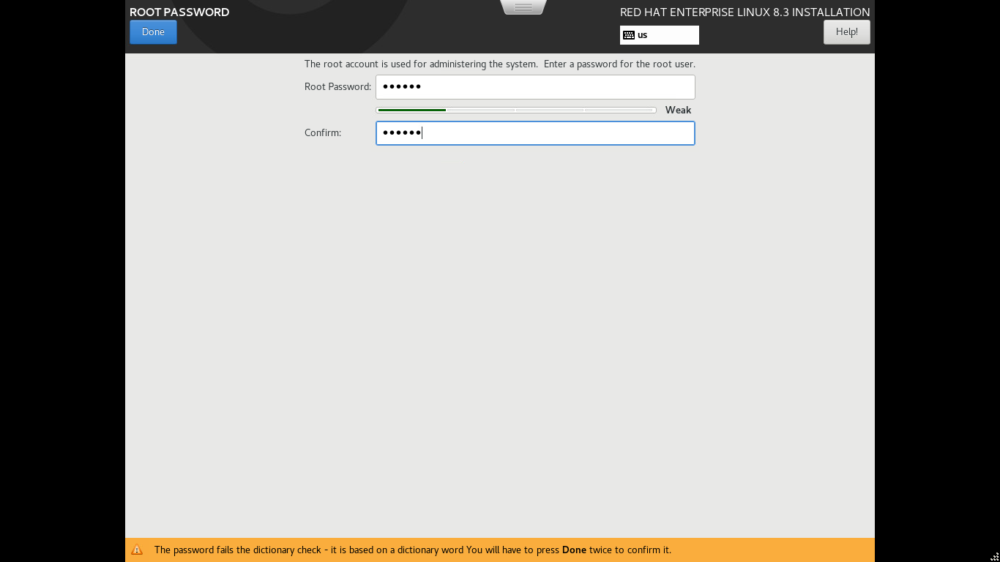 ROOT PASSWORD
RED HAT ENTERPRISE LINUX 8.3 INSTALLATION
Done
us
Help!
The root account is used for administering the system.  Enter a password for the root user.
Root Password: ••••••
Weak
Confirm: ••••••
The password fails the dictionary check - it is based on a dictionary word You will have to press Done twice to confirm it.